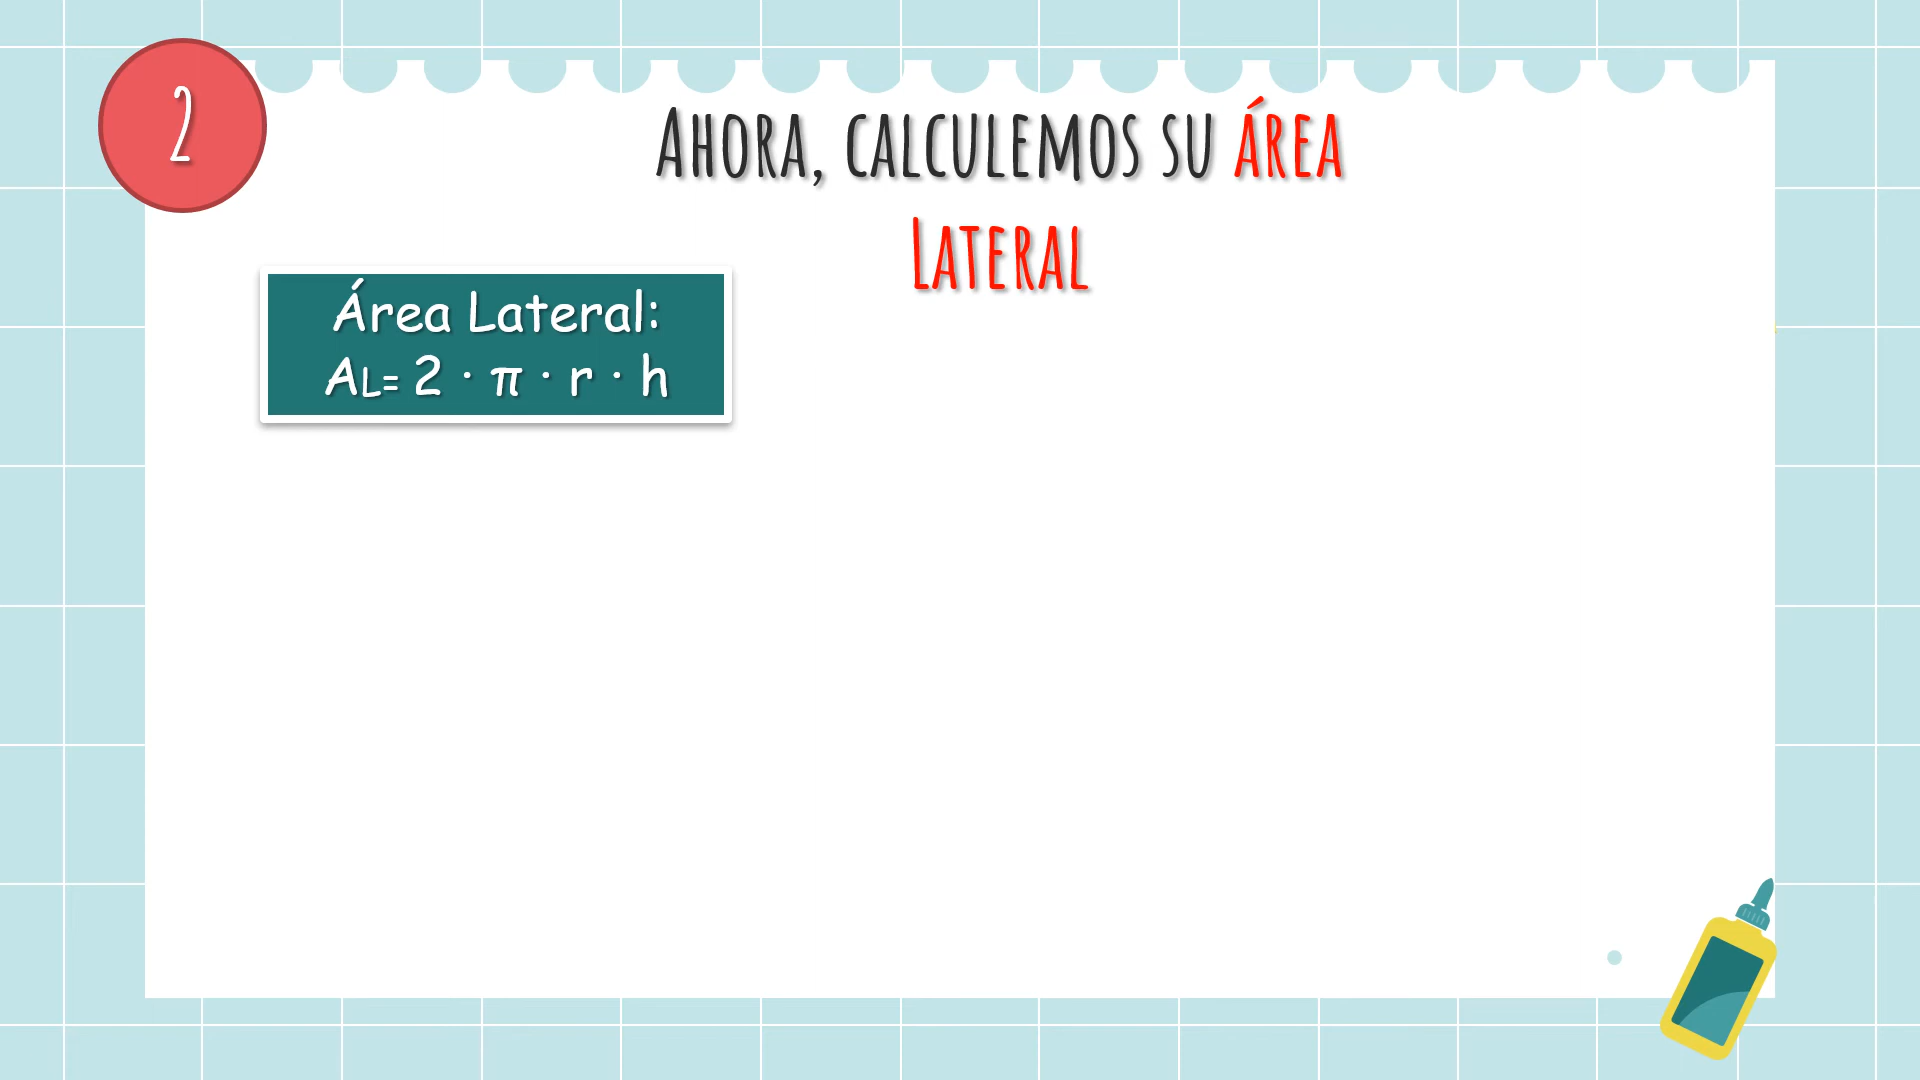 2
Ahora, calculemos su área
Lateral
Área Lateral:
AL= 2 · π · r · h